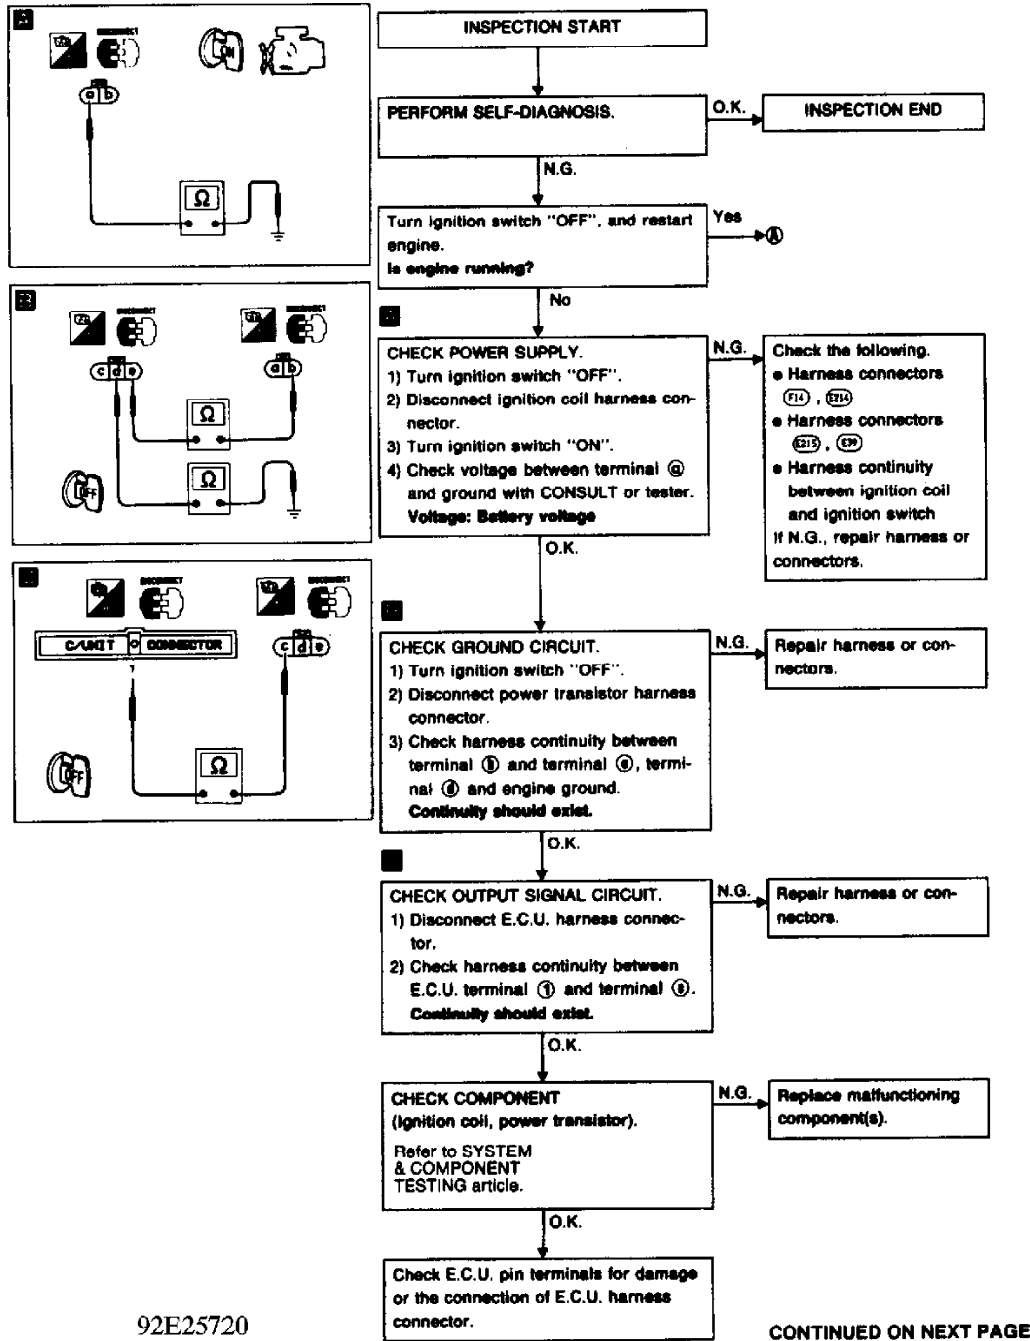 INSPECTION START
PERFORM SELF-DIAGNOSIS.
O.K.
INSPECTION END
N.G.
Turn ignition switch "OFF", and restart
engine.
Is engine running?
Yes
A
No
CHECK POWER SUPPLY.
1) Turn ignition switch "OFF".
2) Disconnect ignition coil harness con-
nector.
3) Turn ignition switch "ON".
4) Check voltage between terminal ⓐ
and ground with CONSULT or tester.
Voltage: Battery voltage
N.G.
Check the following.
● Harness connectors
F14 , E214
● Harness connectors
E215 , E39
● Harness continuity
between ignition coil
and ignition switch
If N.G., repair harness or
connectors.
O.K.
CHECK GROUND CIRCUIT.
1) Turn ignition switch "OFF".
2) Disconnect power transistor harness
connector.
3) Check harness continuity between
terminal ⓑ and terminal ⓔ, termi-
nal ⓓ and engine ground.
Continuity should exist.
N.G.
Repair harness or con-
nectors.
O.K.
CHECK OUTPUT SIGNAL CIRCUIT.
1) Disconnect E.C.U. harness connec-
tor.
2) Check harness continuity between
E.C.U. terminal ① and terminal
Continuity should exist.
N.G.
Repair harness or con-
nectors.
O.K.
CHECK COMPONENT
(Ignition coil, power transistor).
Refer to SYSTEM
& COMPONENT
TESTING article.
N.G.
Replace malfunctioning
component(s).
O.K.
Check E.C.U. pin terminals for damage
or the connection of E.C.U. harness
connector.
A
DISCONNECT
ON
a b
Ω
B
DISCONNECT
DISCONNECT
c d e
a b
Ω
Ω
OFF
DISCONNECT
DISCONNECT
C/UNIT CONNECTOR
c d e
1
Ω
OFF
92E25720
CONTINUED ON NEXT PAGE